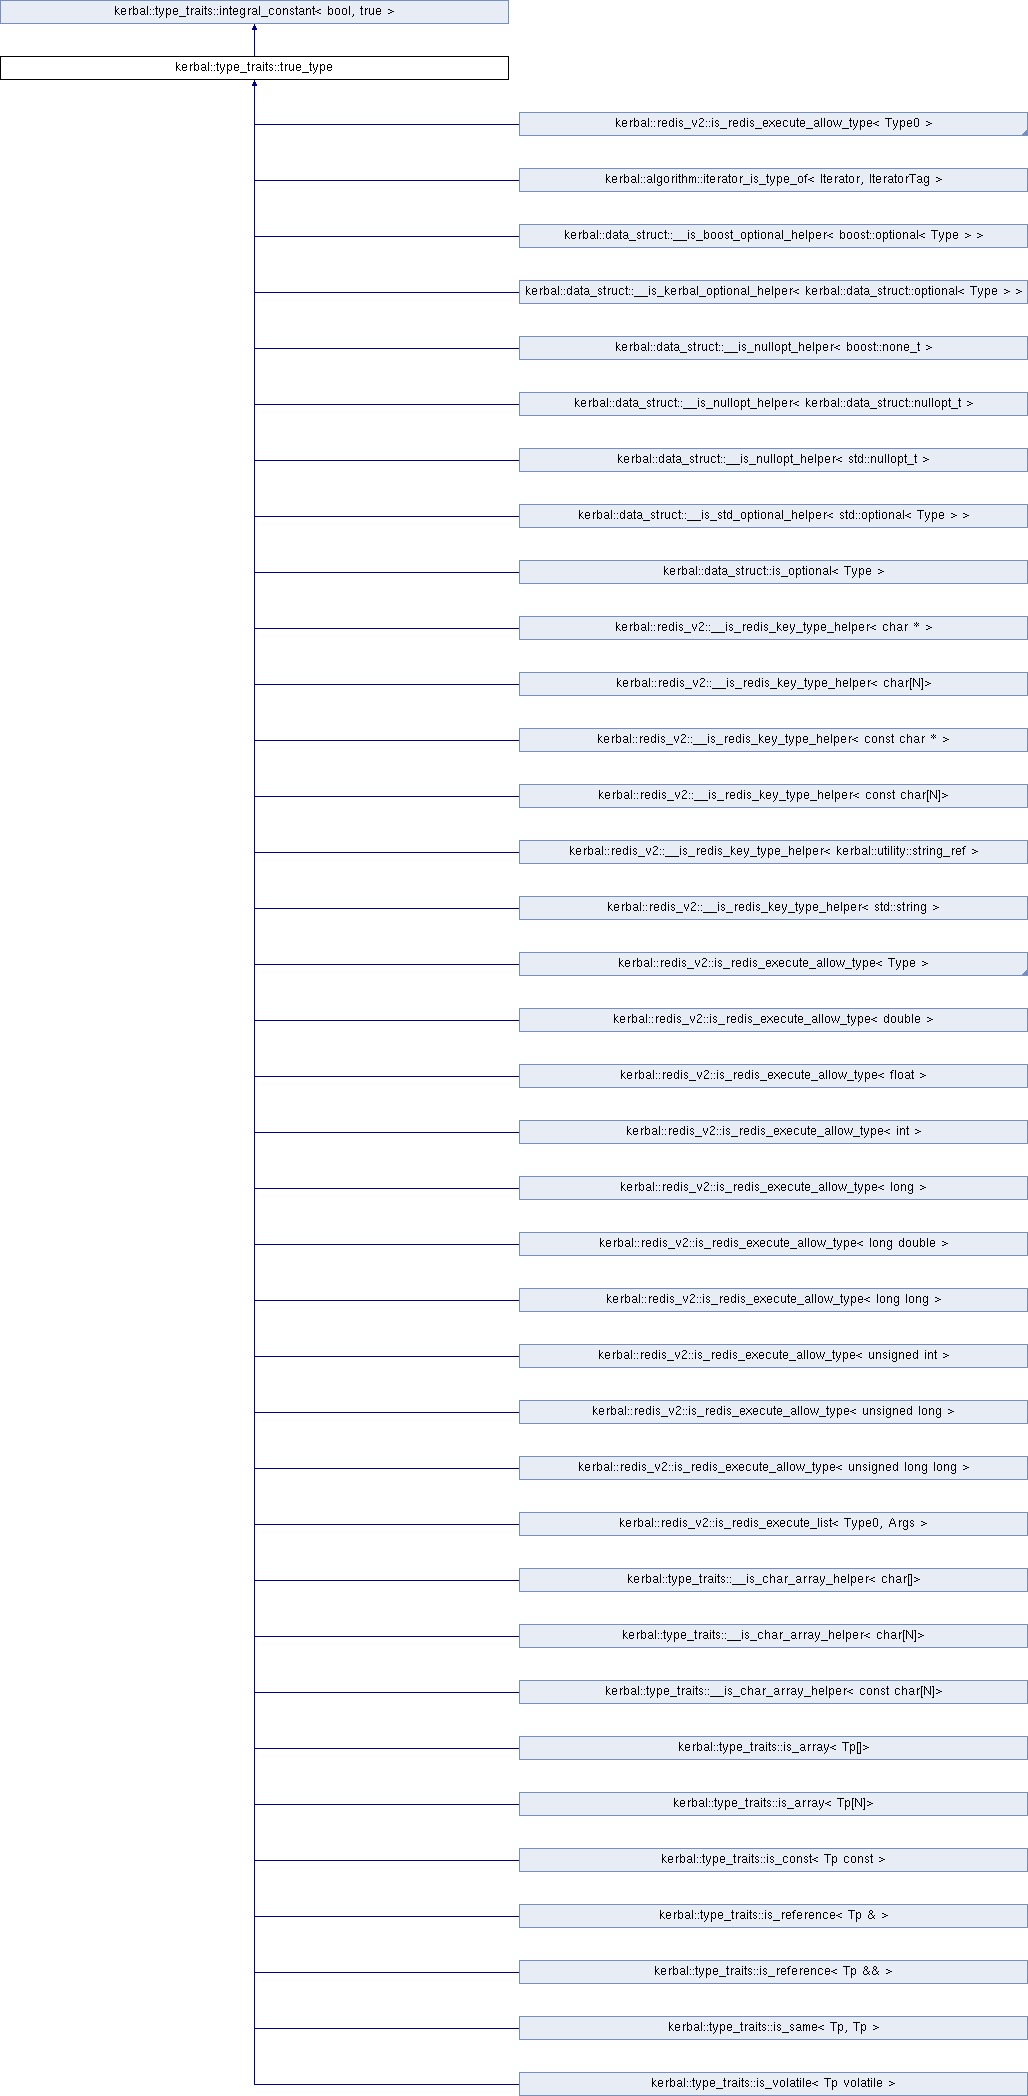 kerbal::type_traits::integral_constant< bool, true >
kerbal::type_traits::true_type
kerbal::redis_v2::is_redis_execute_allow_type< Type0 >
kerbal::algorithm::iterator_is_type_of< Iterator, IteratorTag >
kerbal::data_struct::__is_boost_optional_helper< boost::optional< Type > >
kerbal::data_struct::__is_kerbal_optional_helper< kerbal::data_struct::optional< Type > >
kerbal::data_struct::__is_nullopt_helper< boost::none_t >
kerbal::data_struct::__is_nullopt_helper< kerbal::data_struct::nullopt_t >
kerbal::data_struct::__is_nullopt_helper< std::nullopt_t >
kerbal::data_struct::__is_std_optional_helper< std::optional< Type > >
kerbal::data_struct::is_optional< Type >
kerbal::redis_v2::__is_redis_key_type_helper< char * >
kerbal::redis_v2::__is_redis_key_type_helper< char[N]>
kerbal::redis_v2::__is_redis_key_type_helper< const char * >
kerbal::redis_v2::__is_redis_key_type_helper< const char[N]>
kerbal::redis_v2::__is_redis_key_type_helper< kerbal::utility::string_ref >
kerbal::redis_v2::__is_redis_key_type_helper< std::string >
kerbal::redis_v2::is_redis_execute_allow_type< Type >
kerbal::redis_v2::is_redis_execute_allow_type< double >
kerbal::redis_v2::is_redis_execute_allow_type< float >
kerbal::redis_v2::is_redis_execute_allow_type< int >
kerbal::redis_v2::is_redis_execute_allow_type< long >
kerbal::redis_v2::is_redis_execute_allow_type< long double >
kerbal::redis_v2::is_redis_execute_allow_type< long long >
kerbal::redis_v2::is_redis_execute_allow_type< unsigned int >
kerbal::redis_v2::is_redis_execute_allow_type< unsigned long >
kerbal::redis_v2::is_redis_execute_allow_type< unsigned long long >
kerbal::redis_v2::is_redis_execute_list< Type0, Args >
kerbal::type_traits::__is_char_array_helper< char[]>
kerbal::type_traits::__is_char_array_helper< char[N]>
kerbal::type_traits::__is_char_array_helper< const char[N]>
kerbal::type_traits::is_array< Tp[]>
kerbal::type_traits::is_array< Tp[N]>
kerbal::type_traits::is_const< Tp const >
kerbal::type_traits::is_reference< Tp & >
kerbal::type_traits::is_reference< Tp && >
kerbal::type_traits::is_same< Tp, Tp >
kerbal::type_traits::is_volatile< Tp volatile >